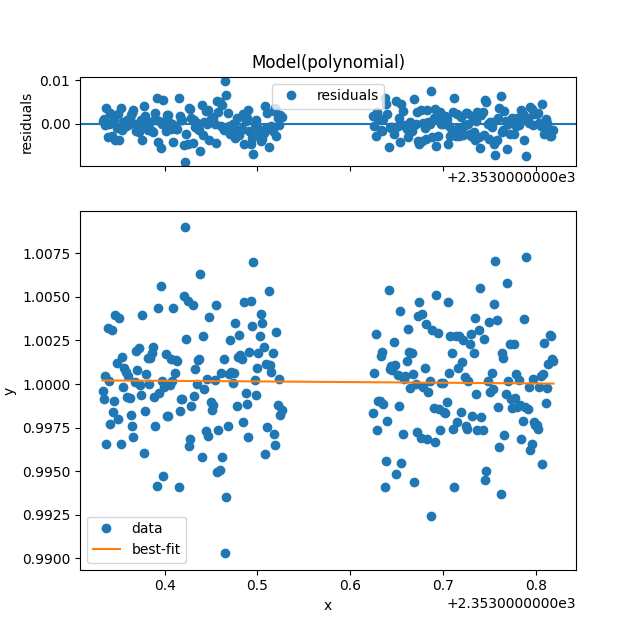 Model(polynomial)
residuals
0.01
0.00
residuals
+2.3530000000e3
y
1.0075
1.0050
1.0025
1.0000
0.9975
0.9950
0.9925
0.9900
data
best-fit
0.4 0.5 0.6 0.7 0.8
x
+2.3530000000e3